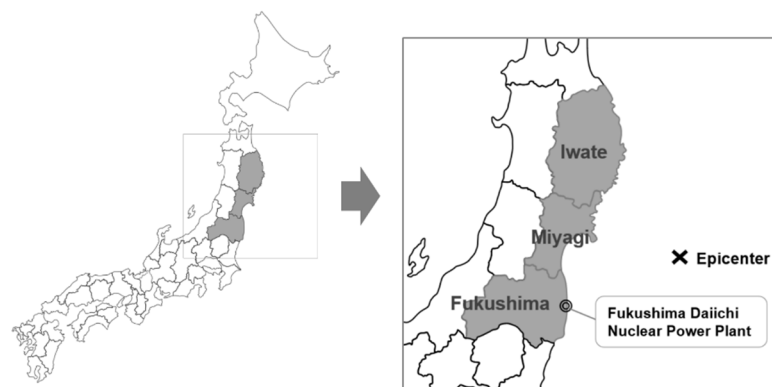 Iwate
Miyagi
Epicenter
Fukushima
Fukushima Daiichi
Nuclear Power Plant